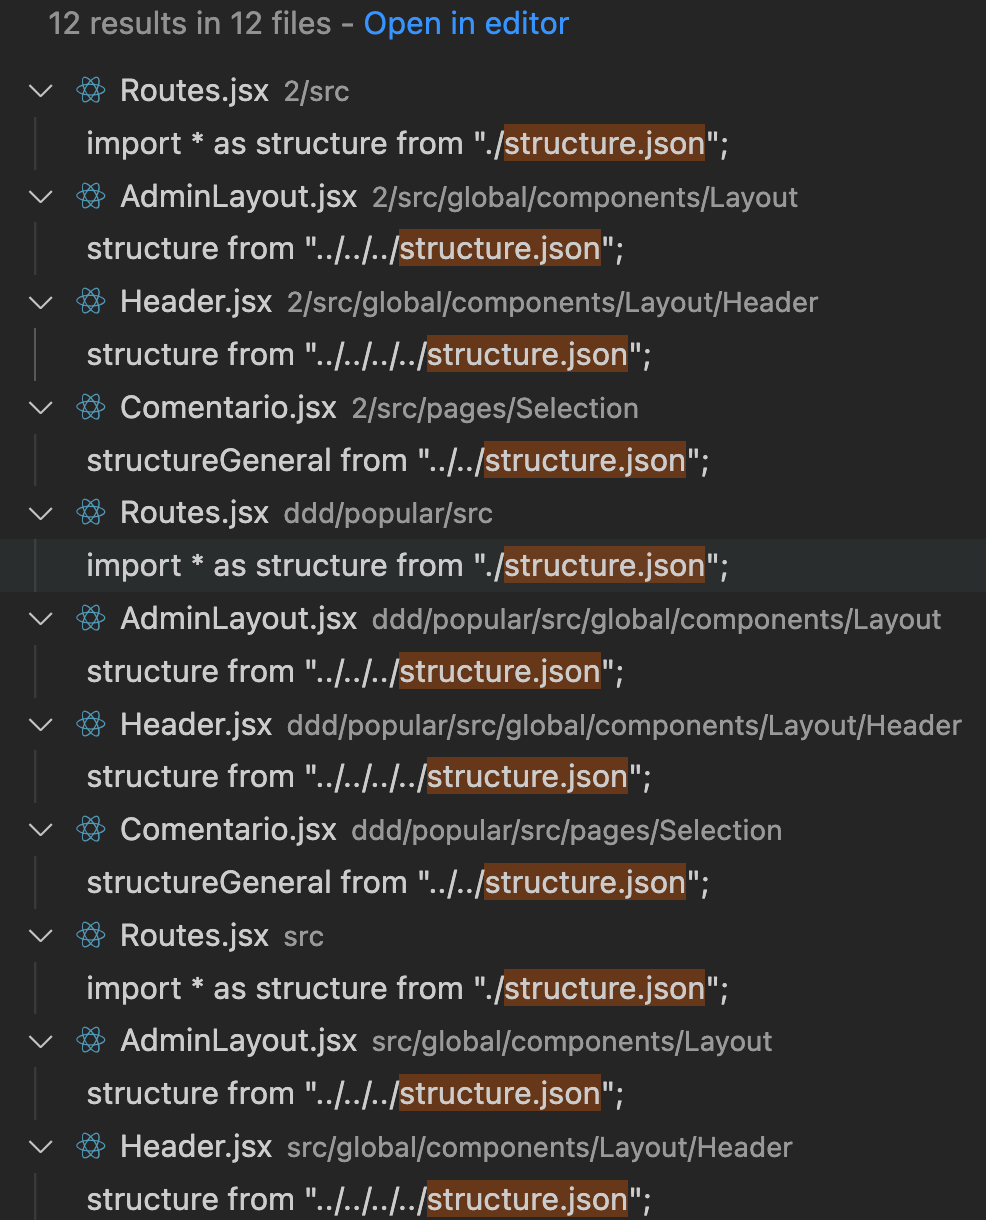 12 results in 12 files - Open in editor
Routes.jsx 2/src
import * as structure from "./structure.json";
AdminLayout.jsx 2/src/global/components/Layout
structure from "../../../structure.json";
Header.jsx 2/src/global/components/Layout/Header
structure from "../../../../structure.json";
Comentario.jsx 2/src/pages/Selection
structureGeneral from "../../structure.json";
Routes.jsx ddd/popular/src
import * as structure from "./structure.json";
AdminLayout.jsx ddd/popular/src/global/components/Layout
structure from "../../../structure.json";
Header.jsx ddd/popular/src/global/components/Layout/Header
structure from "../../../../structure.json";
Comentario.jsx ddd/popular/src/pages/Selection
structureGeneral from "../../structure.json";
Routes.jsx src
import * as structure from "./structure.json";
AdminLayout.jsx src/global/components/Layout
structure from "../../../structure.json";
Header.jsx src/global/components/Layout/Header
structure from "../../../../structure.json";